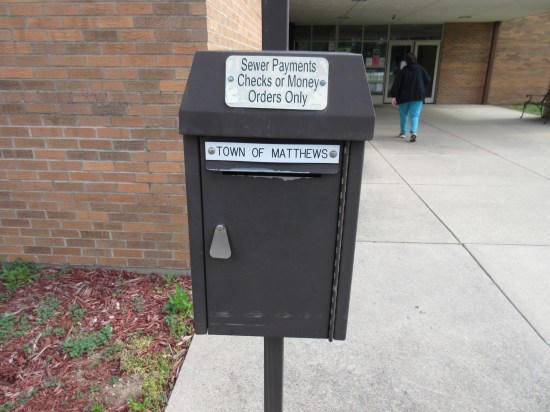 Sewer Payments
Checks or Money
Orders Only
TOWN OF MATTHEWS